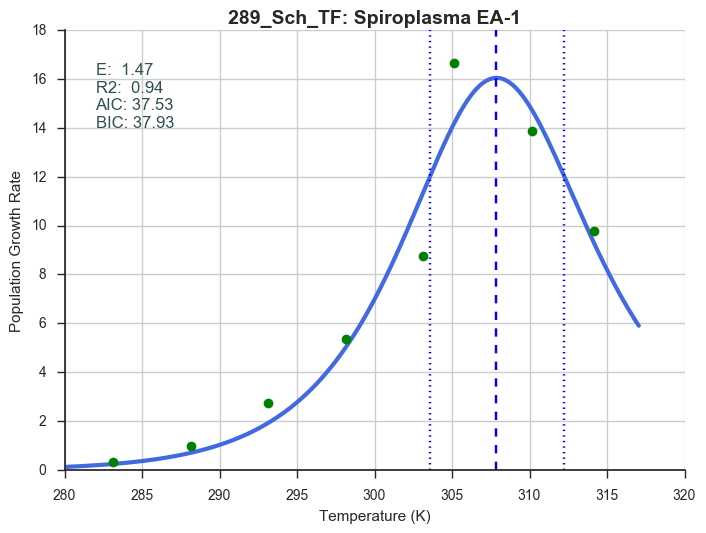 289_Sch_TF: Spiroplasma EA-1
E:  1.47
R2:  0.94
AIC: 37.53
BIC: 37.93
Population Growth Rate
18
16
14
12
10
8
6
4
2
0
280 285 290 295 300 305 310 315 320
Temperature (K)